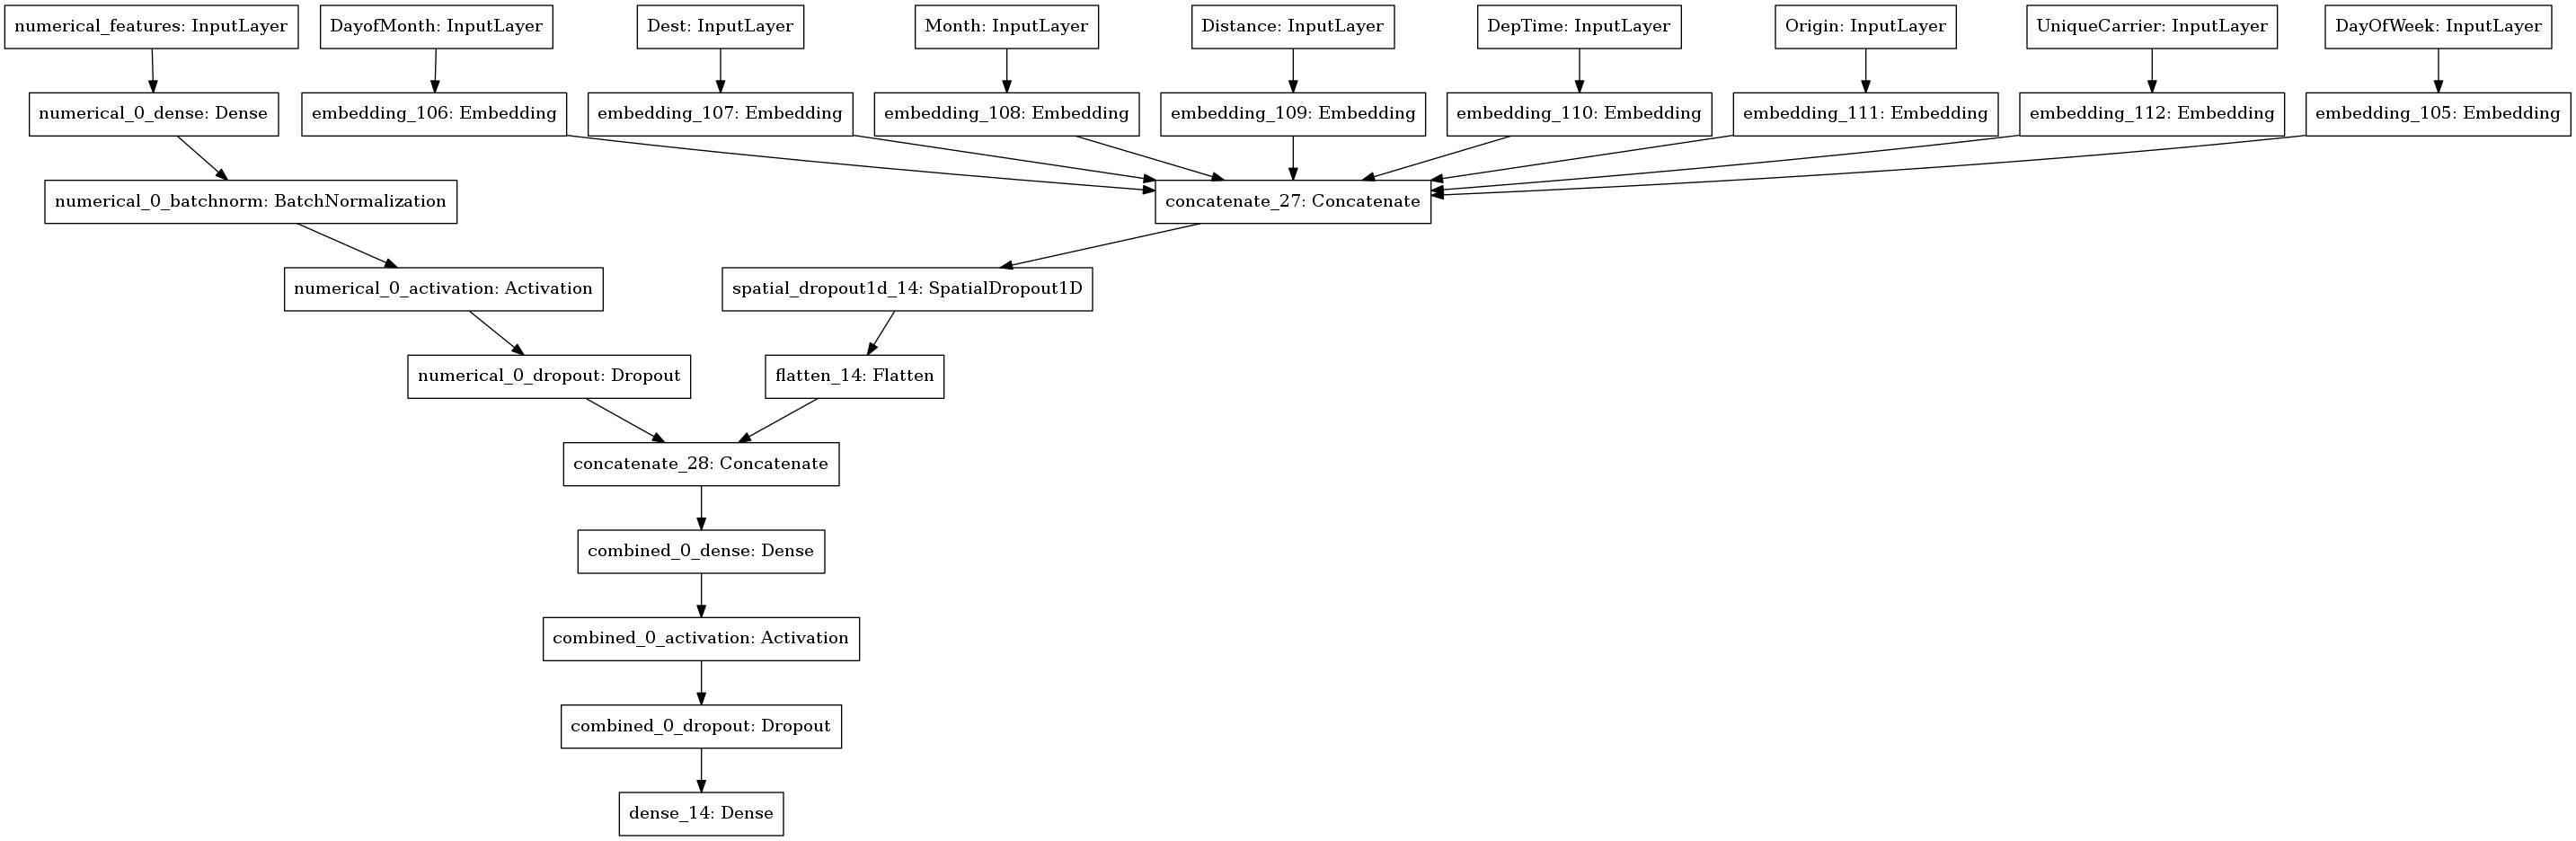 numerical_features: InputLayer
DayofMonth: InputLayer
Dest: InputLayer
Month: InputLayer
Distance: InputLayer
DepTime: InputLayer
Origin: InputLayer
UniqueCarrier: InputLayer
DayOfWeek: InputLayer
numerical_0_dense: Dense
embedding_106: Embedding
embedding_107: Embedding
embedding_108: Embedding
embedding_109: Embedding
embedding_110: Embedding
embedding_111: Embedding
embedding_112: Embedding
embedding_105: Embedding
numerical_0_batchnorm: BatchNormalization
concatenate_27: Concatenate
numerical_0_activation: Activation
spatial_dropout1d_14: SpatialDropout1D
numerical_0_dropout: Dropout
flatten_14: Flatten
concatenate_28: Concatenate
combined_0_dense: Dense
combined_0_activation: Activation
combined_0_dropout: Dropout
dense_14: Dense